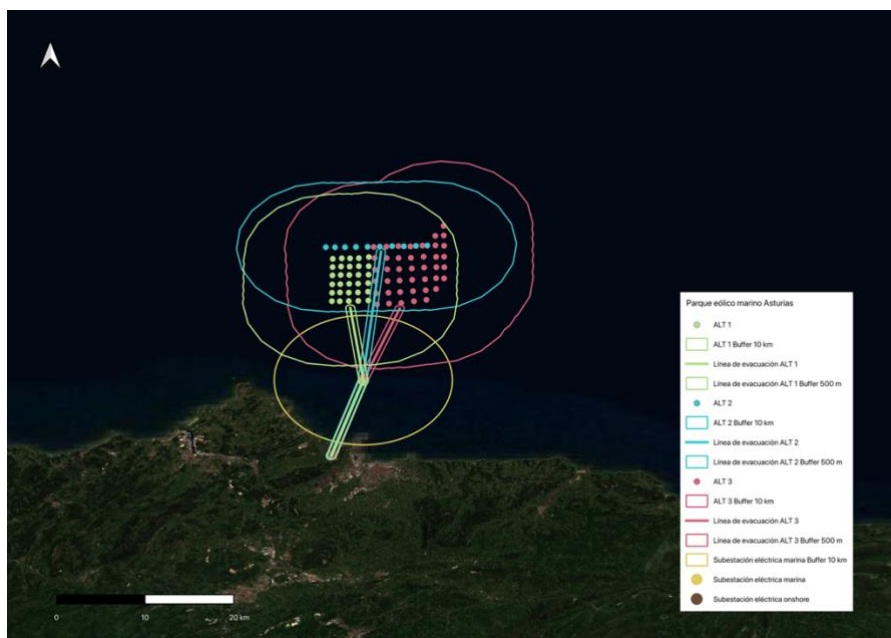 Parque eólico marino Asturias
ALT 1
ALT 1 Buffer 10 km
Línea de evacuación ALT 1
Línea de evacuación ALT 1 Buffer 500 m
ALT 2
ALT 2 Buffer 10 km
Línea de evacuación ALT 2
Línea de evacuación ALT 2 Buffer 500 m
ALT 3
ALT 3 Buffer 10 km
Línea de evacuación ALT 3
Línea de evacuación ALT 3 Buffer 500 m
Subestación eléctrica marina Buffer 10 km
Subestación eléctrica marina
Subestación eléctrica onshore
0 10 20 km